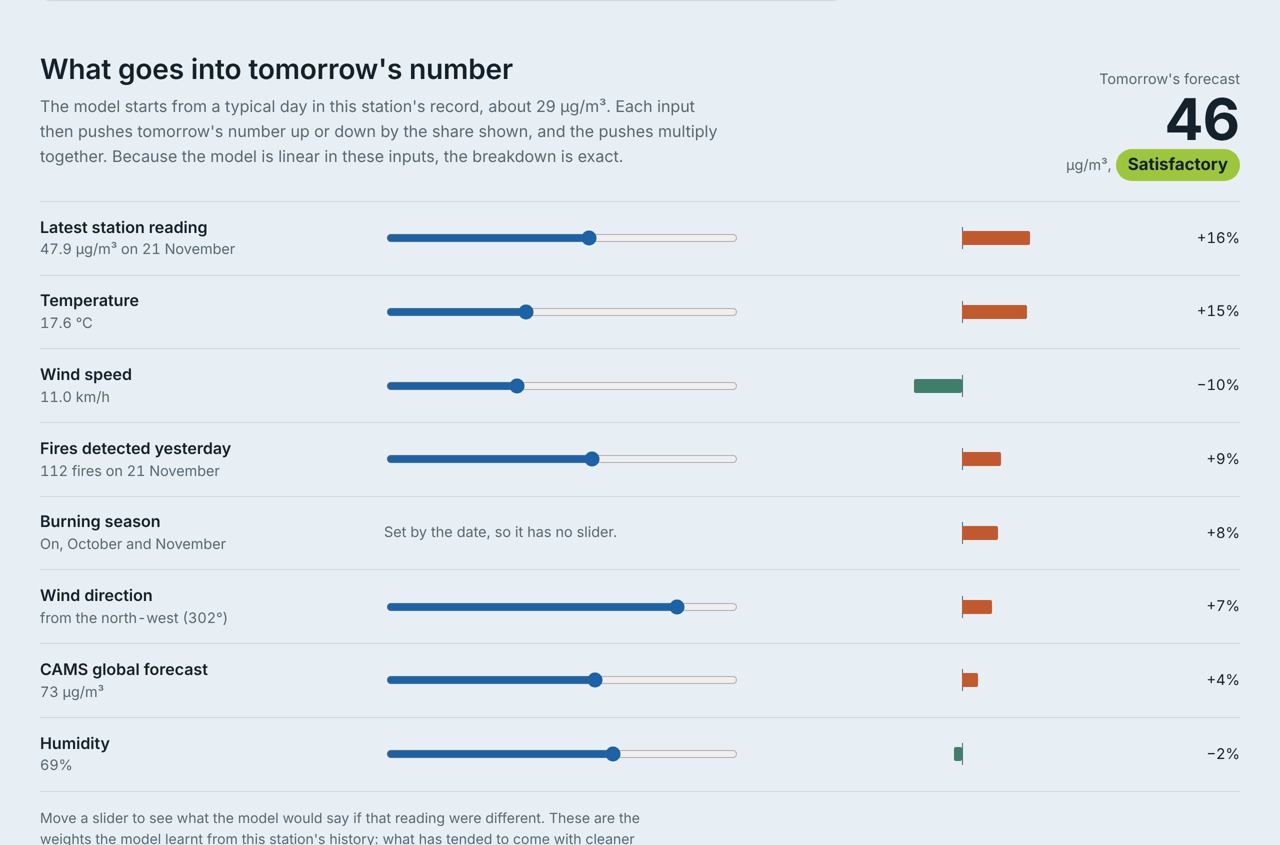 What goes into tomorrow's number
The model starts from a typical day in this station's record, about 29 µg/m³. Each input
then pushes tomorrow's number up or down by the share shown, and the pushes multiply
together. Because the model is linear in these inputs, the breakdown is exact.
Tomorrow's forecast
46
µg/m³, Satisfactory
Latest station reading
47.9 µg/m³ on 21 November
+16%
Temperature
17.6 °C
+15%
Wind speed
11.0 km/h
−10%
Fires detected yesterday
112 fires on 21 November
+9%
Burning season
On, October and November
Set by the date, so it has no slider.
+8%
Wind direction
from the north-west (302°)
+7%
CAMS global forecast
73 µg/m³
+4%
Humidity
69%
−2%
Move a slider to see what the model would say if that reading were different. These are the
weights the model learnt from this station's history: what has tended to come with cleaner